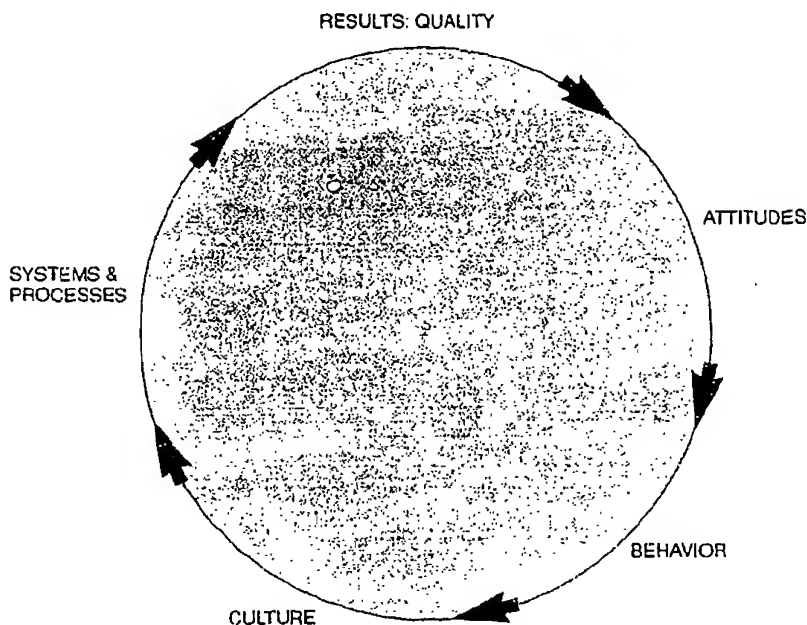 RESULTS: QUALITY
ATTITUDES
SYSTEMS &
PROCESSES
BEHAVIOR
CULTURE